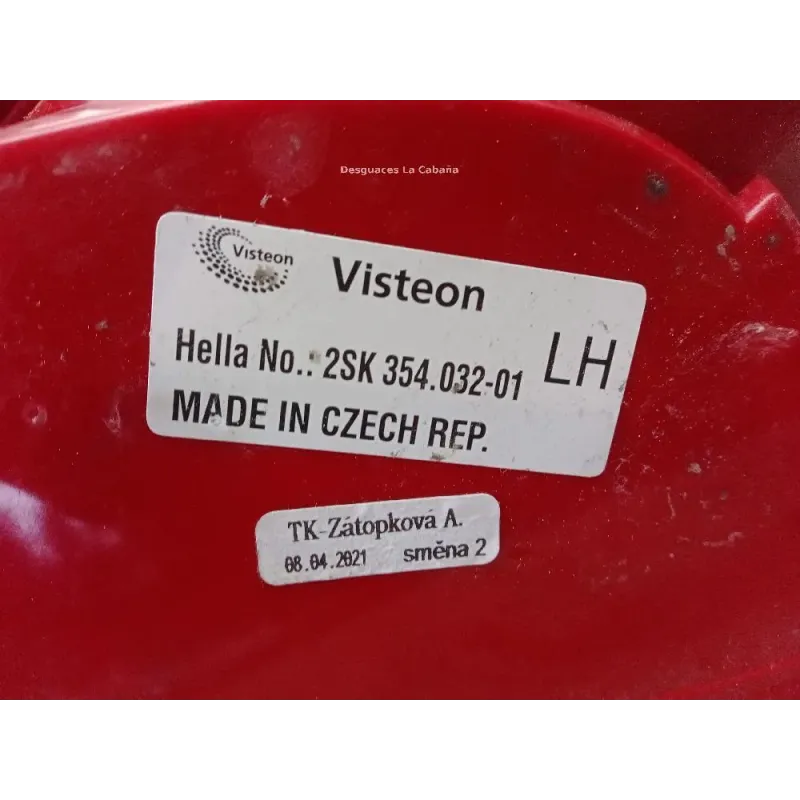 Desguaces La Cabaña
Visteon Visteon
Hella No.: 2SK 354.032-01 LH
MADE IN CZECH REP.
TK-Zátopková A.
08.04.2021 směna 2